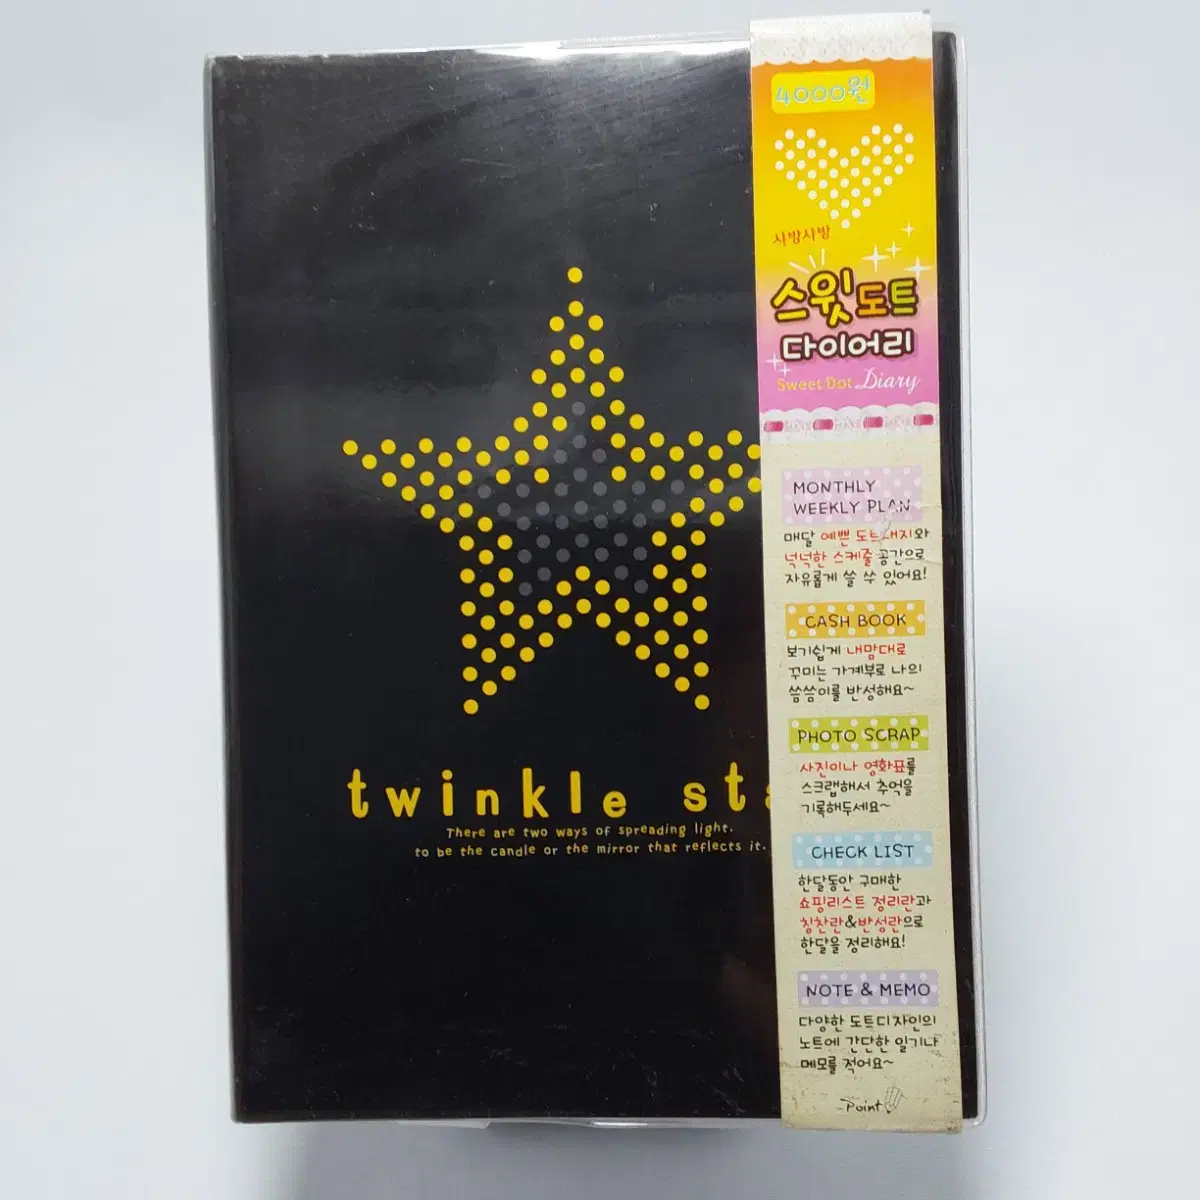 twinkle sta
There are two ways of spreading light.
to be the candle or the mirror that reflects it.
4000원
사방사방
스윗도트
다이어리
Sweet Dot Diary
MONTHLY
WEEKLY PLAN
매달 예쁜 도트내지와
넉넉한 스케줄 공간으로
자유롭게 쓸 수 있어요!
CASH BOOK
보기쉽게 내맘대로
꾸미는 가계부로 나의
씀씀이를 반성해요~
PHOTO SCRAP
사진이나 영화표를
스크랩해서 추억을
기록해두세요~
CHECK LIST
한달동안 구매한
쇼핑리스트 정리란과
칭찬란&반성란으로
한달을 정리해요!
NOTE & MEMO
다양한 도트디자인의
노트에 간단한 일기나
메모를 적어요~
Point